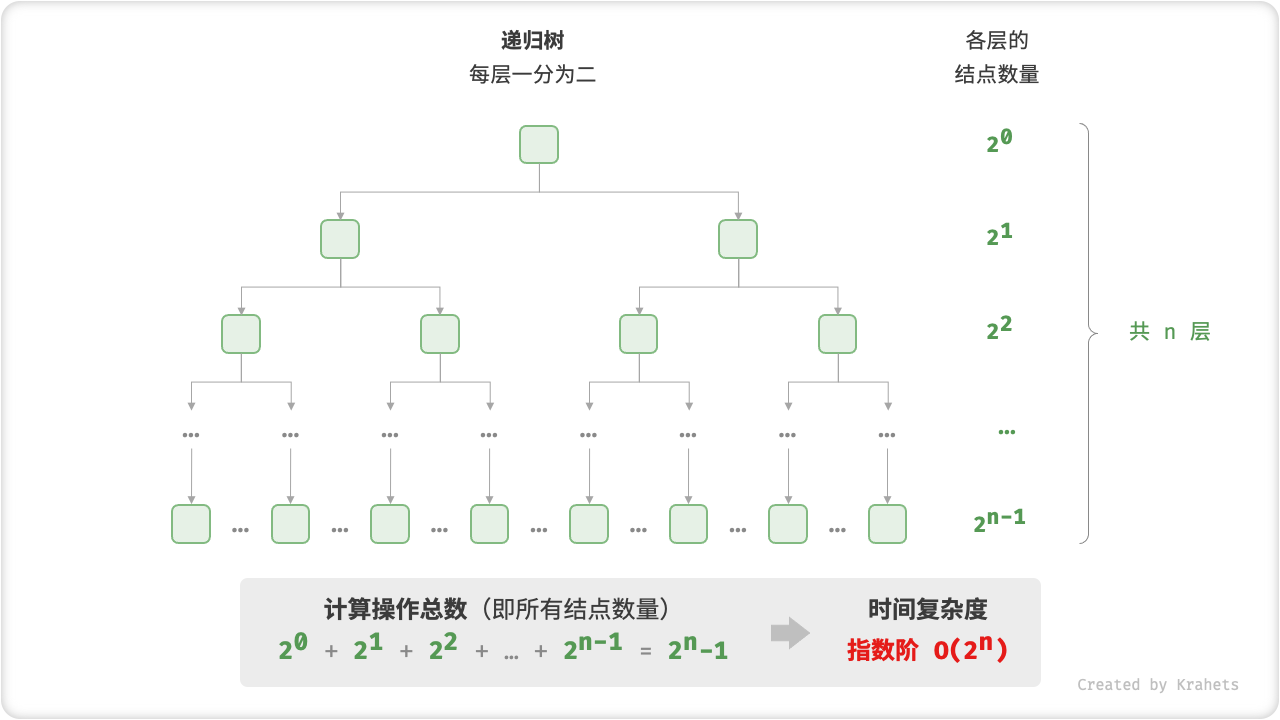 递归树
每层一分为二
各层的
结点数量
2^0
2^1
2^2
… … … … … … … …
…
… … … … … … …
2^{n-1}
共 n 层
计算操作总数（即所有结点数量）
2^0 + 2^1 + 2^2 + … + 2^{n-1} = 2^n-1
时间复杂度
指数阶 O(2^n)
Created by Krahets